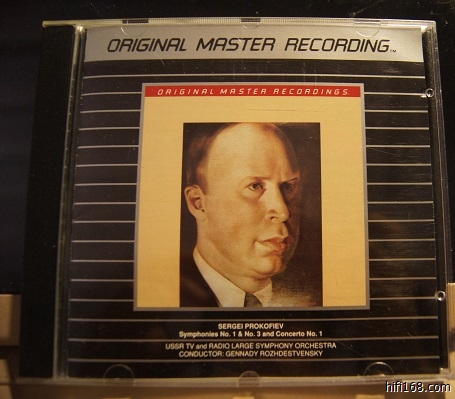 ORIGINAL MASTER RECORDING™
ORIGINAL MASTER RECORDINGS
SERGEI PROKOFIEV
Symphonies No. 1 & No. 3 and Concerto No. 1
USSR TV and RADIO LARGE SYMPHONY ORCHESTRA
CONDUCTOR: GENNADY ROZHDESTVENSKY
hifi168.com